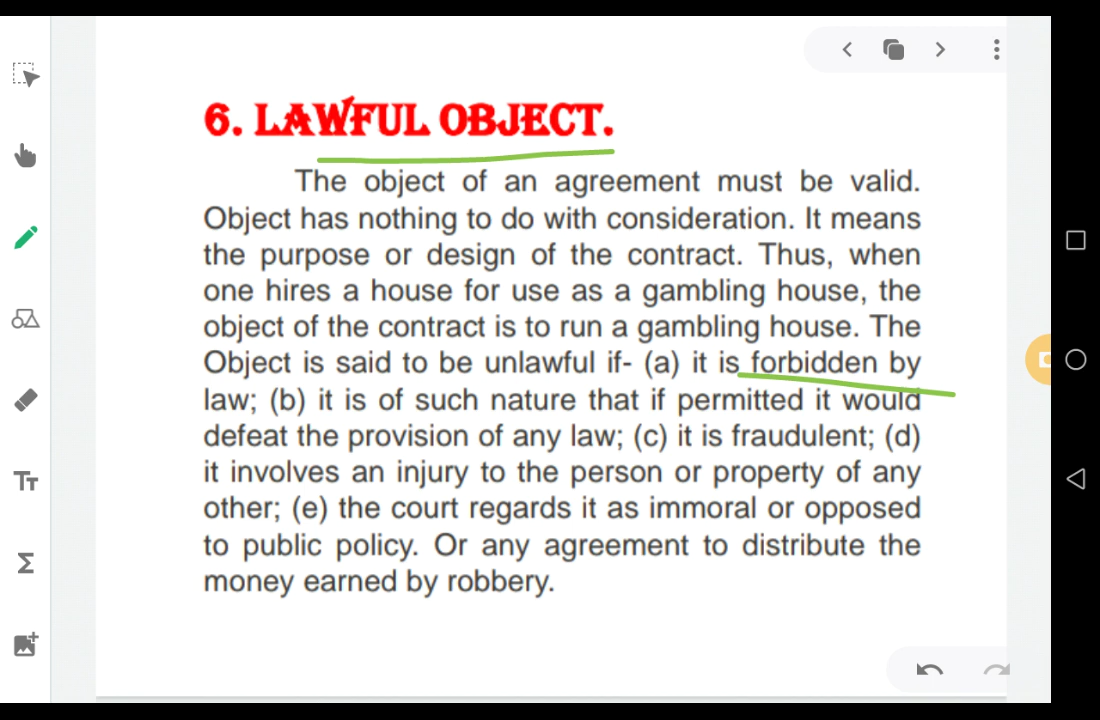 6. LAWFUL OBJECT.
The object of an agreement must be valid.
Object has nothing to do with consideration. It means
the purpose or design of the contract. Thus, when
one hires a house for use as a gambling house, the
object of the contract is to run a gambling house. The
Object is said to be unlawful if- (a) it is forbidden by
law; (b) it is of such nature that if permitted it would
defeat the provision of any law; (c) it is fraudulent; (d)
it involves an injury to the person or property of any
other; (e) the court regards it as immoral or opposed
to public policy. Or any agreement to distribute the
money earned by robbery.
TT
Σ